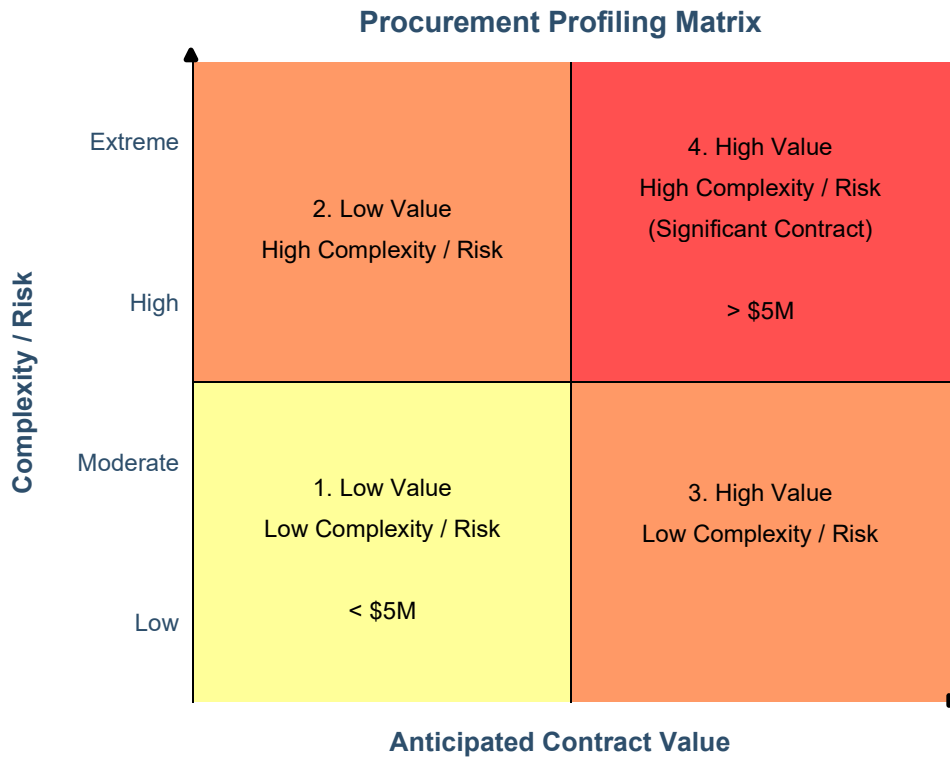 Procurement Profiling Matrix
Complexity / Risk
Extreme
High
Moderate
Low
2. Low Value
High Complexity / Risk
4. High Value
High Complexity / Risk
(Significant Contract)
> $5M
1. Low Value
Low Complexity / Risk
< $5M
3. High Value
Low Complexity / Risk
Anticipated Contract Value